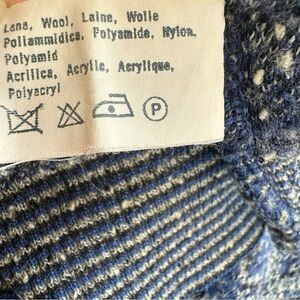 Lana, Wool, Laine, Wolle
Poliammidica, Polyamide, Nylon,
Polyamid
Acrilica, Acrylic, Acrylique,
Polyacryl
P